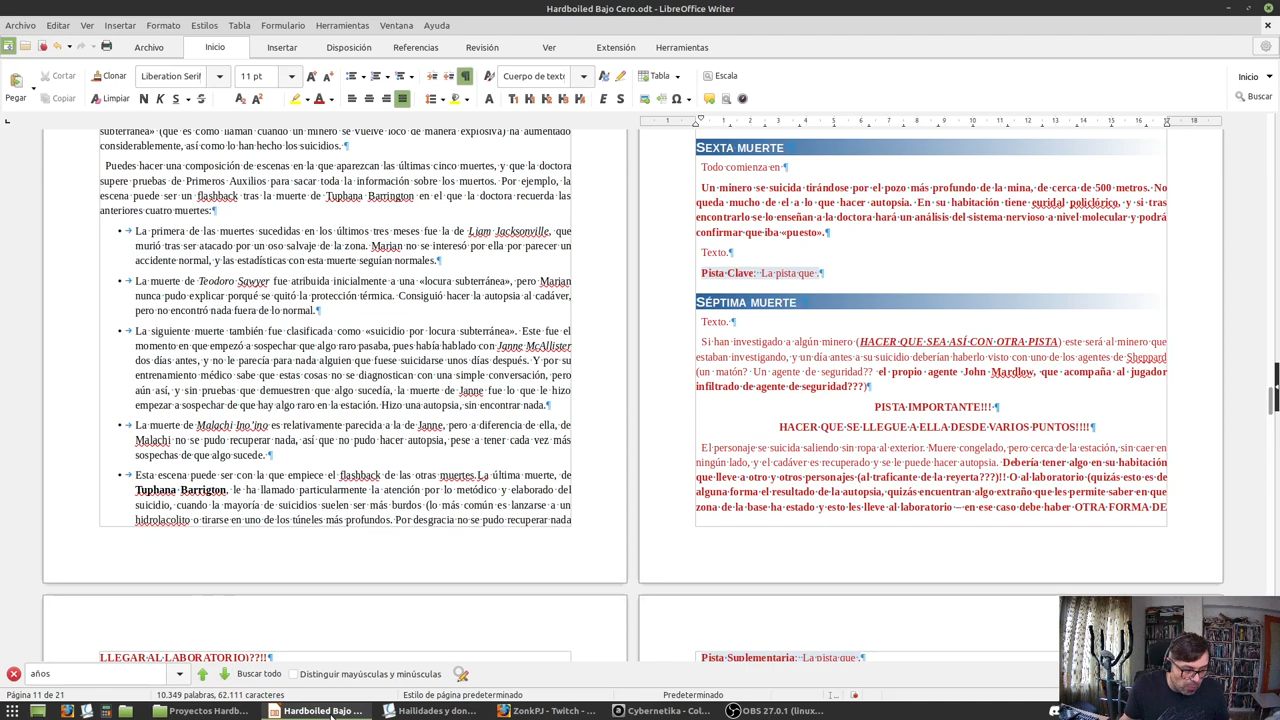 Hardboiled Bajo Cero.odt - LibreOffice Writer
Archivo Editar Ver Insertar Formato Estilos Tabla Formulario Herramientas Ventana Ayuda
Archivo Inicio Insertar Disposición Referencias Revisión Ver Extensión Herramientas
Pegar Cortar Clonar Liberation Serif 11 pt Cuerpo de texto Tabla Escala Inicio
Copiar Limpiar Buscar
subterránea» (que es como llaman cuando un minero se vuelve loco de manera explosiva) ha aumentado
considerablemente, así lo han hecho los suicidios.
Puedes hacer una composición de escenas en la que aparezcan las últimas cinco muertes, y que la doctora
supere pruebas de Primeros Auxilios para sacar toda la información sobre los muertos. Por ejemplo, la
escena puede ser un flashback tras la muerte de Tuphana Barrington en el que la doctora recuerda las
anteriores cuatro muertes:
• La primera de las muertes sucedidas en los últimos tres meses fue la de Liam Jacksonville, que
murió tras ser atacado por un oso salvaje de la zona. Marian no se interesó por ella por parecer un
accidente normal, y las estadísticas con esta muerte seguían normales.
• La muerte de Teodoro Sawyer fue atribuida inicialmente a una «locura subterránea», pero Marian
nunca pudo explicar porqué se quitó la protección térmica. Consiguió hacer la autopsia al cadáver,
pero no encontró nada fuera de lo normal.
• La siguiente muerte también fue clasificada como «suicidio por locura subterránea». Este fue el
momento en que empezó a sospechar que algo raro pasaba, pues había hablado con Janne McAllister
dos días antes, y no le parecía para nada alguien que fuese suicidarse unos días después. Y por su
entrenamiento médico sabe que estas cosas no se diagnostican con una simple conversación, pero
aún así, y sin pruebas que demuestren que algo sucedía, la muerte de Janne fue lo que le hizo
empezar a sospechar de que hay algo raro en la estación. Hizo una autopsia, sin encontrar nada.
• La muerte de Malachi Ino'ino es relativamente parecida a la de Janne, pero a diferencia de ella, de
Malachi no se pudo recuperar nada, así que no pudo hacer autopsia, pese a tener cada vez más
sospechas de que algo sucede.
• Esta escena puede ser con la que empiece el flashback de las otras muertes.La última muerte, de
Tuphana Barrigton, le ha llamado particularmente la atención por lo metódico y elaborado del
suicidio, cuando la mayoría de suicidios suelen ser más burdos (lo más común es lanzarse a un
hidrolacolito o tirarse en uno de los túneles más profundos. Por desgracia no se pudo recuperar nada
1 1 2 3 4 5 6 7 8 9 10 11 12 13 14 15 16 17 18
SEXTA MUERTE
Todo comienza en
Un minero se suicida tirándose por el pozo más profundo de la mina, de cerca de 500 metros. No
queda mucho de el a lo que hacer autopsia. En su habitación tiene euridal policlórico, y si tras
encontrarlo se lo enseñan a la doctora hará un análisis del sistema nervioso a nivel molecular y podrá
confirmar que iba «puesto».
Texto.
Pista Clave: La pista que .
SÉPTIMA MUERTE
Texto.
Si han investigado a algún minero (HACER QUE SEA ASÍ CON OTRA PISTA) este será al minero que
estaban investigando, y un día antes a su suicidio deberían haberlo visto con uno de los agentes de Sheppard
(un matón? Un agente de seguridad?? el propio agente John Mardlow, que acompaña al jugador
infiltrado de agente de seguridad???)
PISTA IMPORTANTE!!!
HACER QUE SE LLEGUE A ELLA DESDE VARIOS PUNTOS!!!!
El personaje se suicida saliendo sin ropa al exterior. Muere congelado, pero cerca de la estación, sin caer en
ningún lado, y el cadáver es recuperado y se le puede hacer autopsia. Debería tener algo en su habitación
que lleve a otro y otros personajes (al traficante de la reyerta???)!! O al laboratorio (quizás esto es de
alguna forma el resultado de la autopsia, quizás encuentran algo extraño que les permite saber en que
zona de la base ha estado y esto les lleve al laboratorio – en ese caso debe haber OTRA FORMA DE
LLEGAR AL LABORATORIO)??!!
Pista Suplementaria: La pista que .
años Buscar todo Distinguir mayúsculas y minúsculas
Página 11 de 21 10.349 palabras, 62.111 caracteres Estilo de página predeterminado Predeterminado
Proyectos Hardb... Hardboiled Bajo ... Hailidades y don... ZonkPJ - Twitch - ... Cybernetika - Col... OBS 27.0.1 (linux...